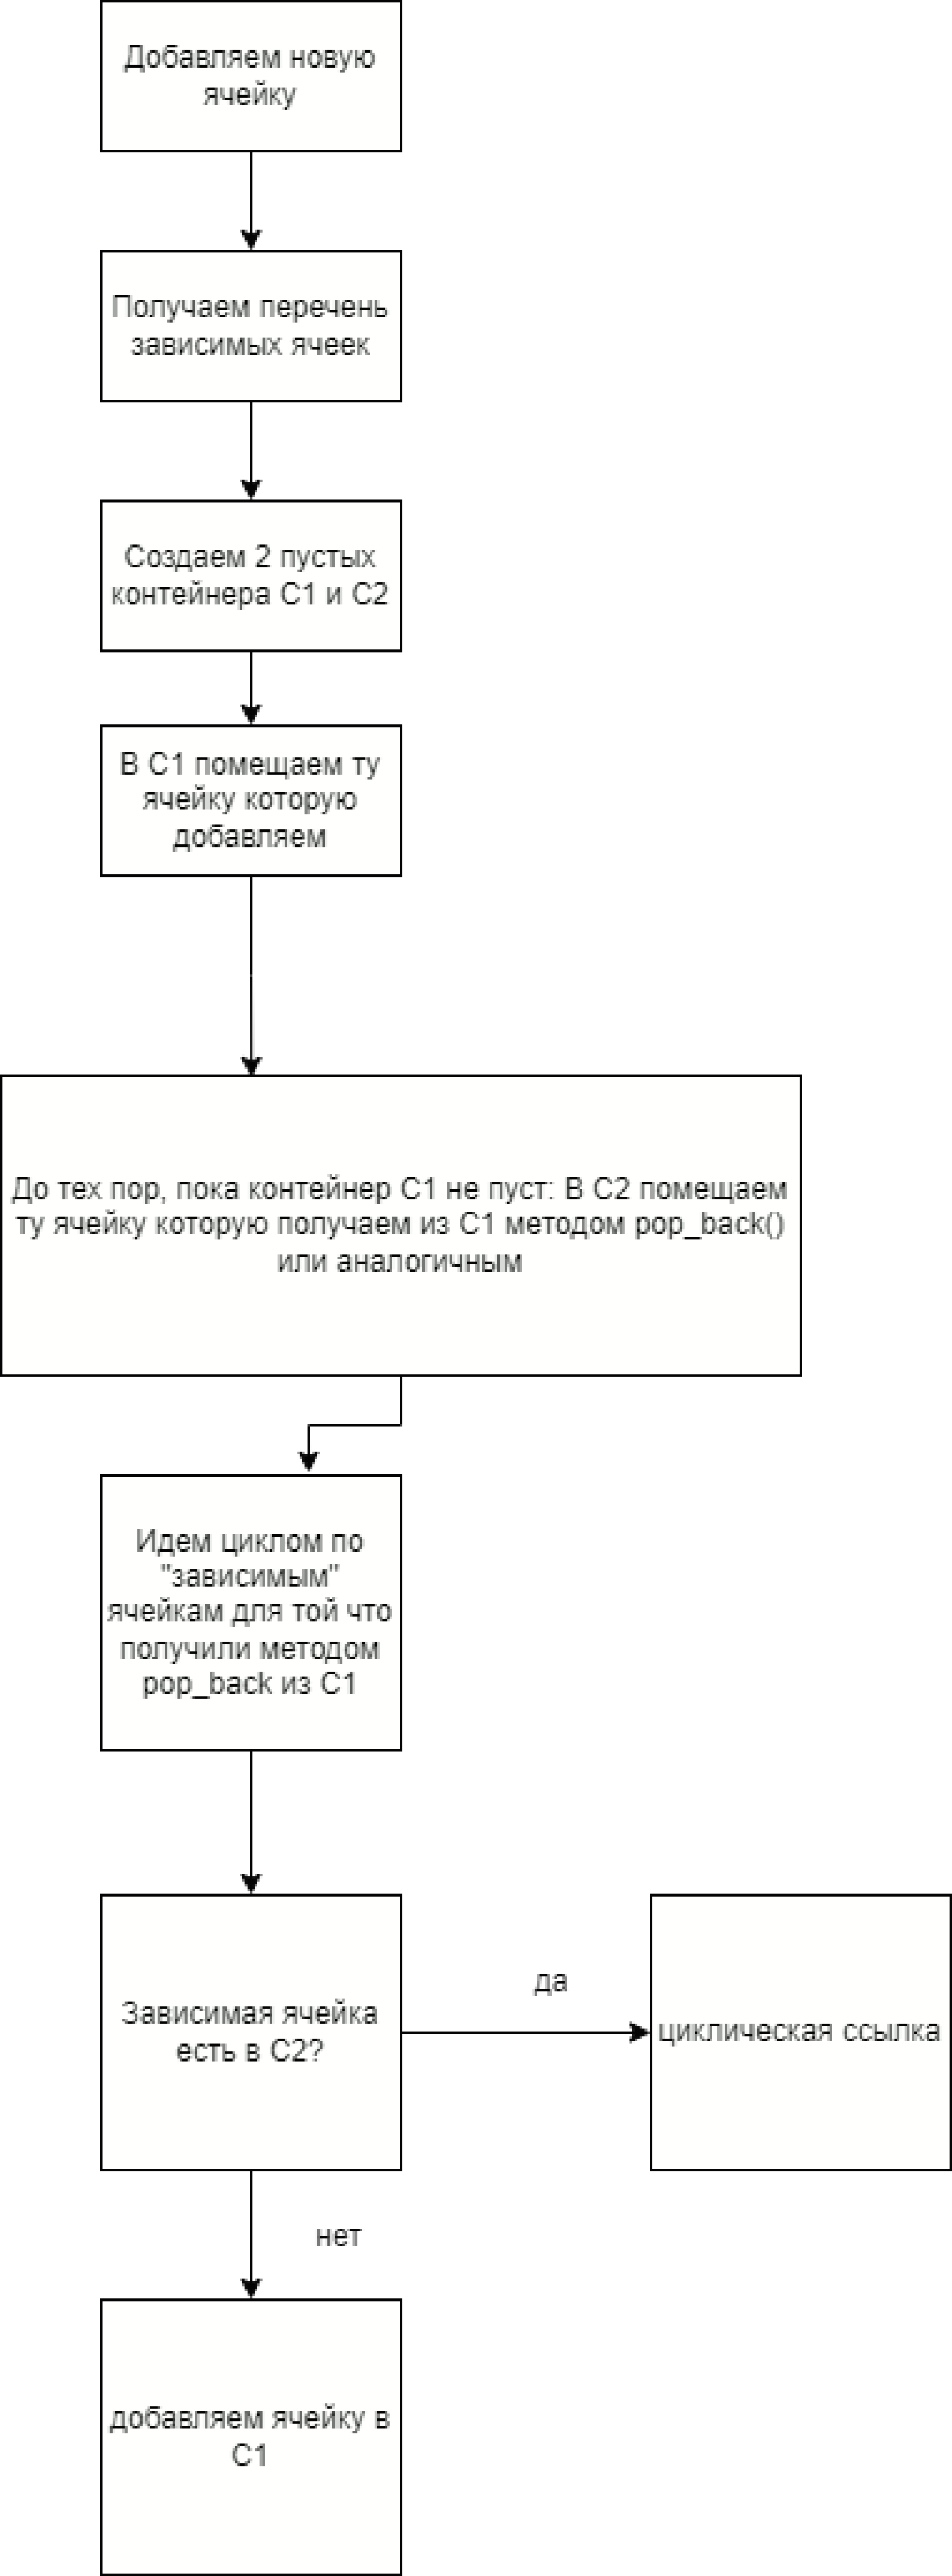 Добавляем новую
ячейку
Получаем перечень
зависимых ячеек
Создаем 2 пустых
контейнера С1 и С2
В С1 помещаем ту
ячейку которую
добавляем
До тех пор, пока контейнер С1 не пуст: В С2 помещаем
ту ячейку которую получаем из С1 методом pop_back()
или аналогичным
Идем циклом по
"зависимым"
ячейкам для той что
получили методом
pop_back из С1
Зависимая ячейка
есть в С2?
да
циклическая ссылка
нет
добавляем ячейку в
С1